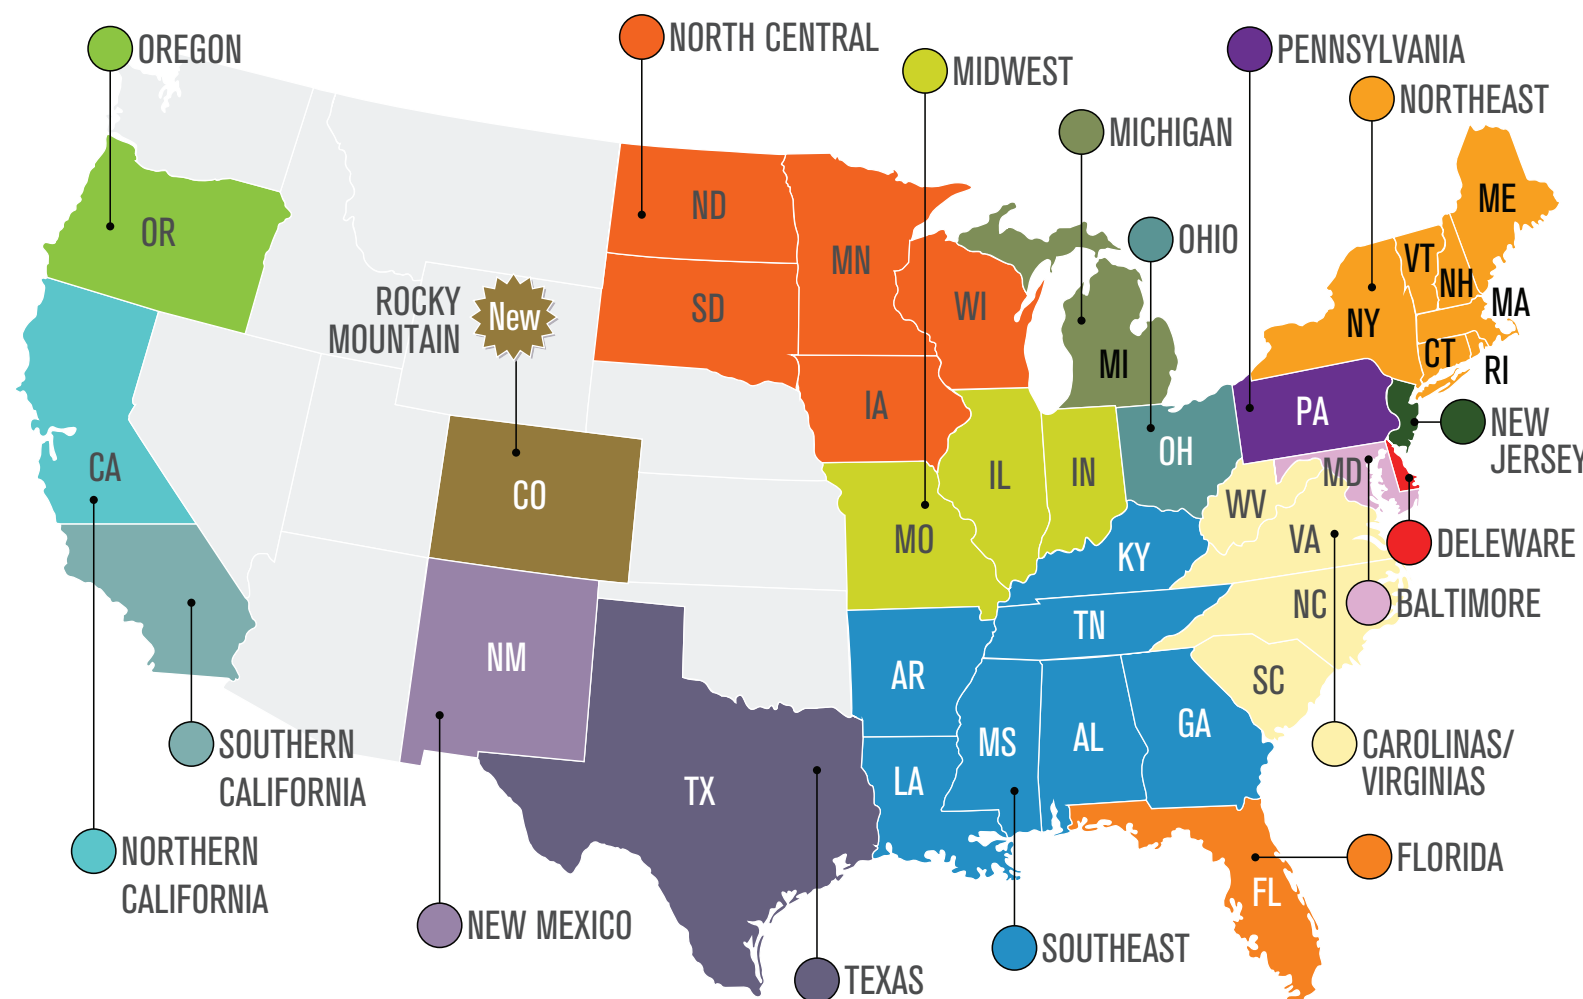 OREGON
NORTH CENTRAL
MIDWEST
PENNSYLVANIA
NORTHEAST
MICHIGAN
OHIO
ROCKY
MOUNTAIN
New
NEW
JERSEY
DELEWARE
BALTIMORE
CAROLINAS/
VIRGINIAS
FLORIDA
SOUTHEAST
TEXAS
NEW MEXICO
SOUTHERN
CALIFORNIA
NORTHERN
CALIFORNIA
OR
CA
ND
SD
MN
WI
IA
MI
CO
NM
TX
MO
IL
IN
OH
PA
NY
VT
NH
ME
MA
CT
RI
MD
WV
VA
NC
SC
KY
TN
AR
LA
MS
AL
GA
FL